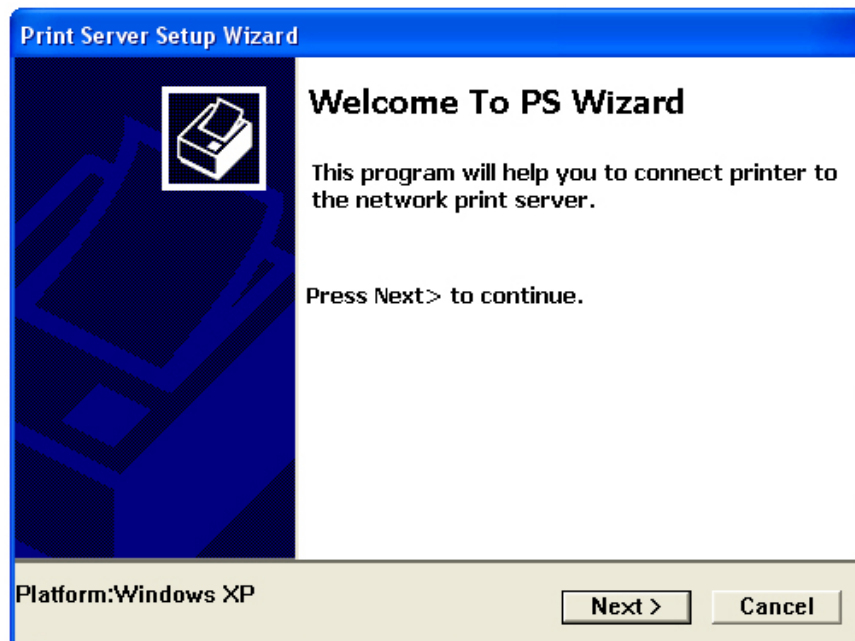 Print Server Setup Wizard
Welcome To PS Wizard
This program will help you to connect printer to
the network print server.
Press Next> to continue.
Platform:Windows XP
Next >
Cancel